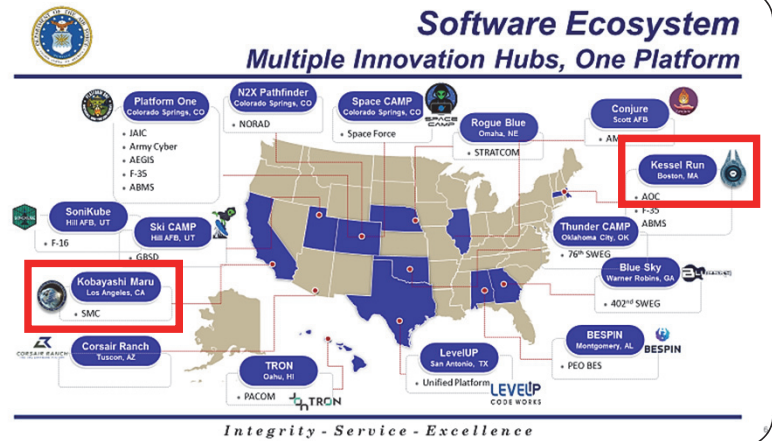 Software Ecosystem
Multiple Innovation Hubs, One Platform
Platform One
Colorado Springs, CO
• JAIC
• Army Cyber
• AEGIS
• F-35
• ABMS
N2X Pathfinder
Colorado Springs, CO
• NORAD
Space CAMP
Colorado Springs, CO
• Space Force
SPACE
CAMP
Rogue Blue
Omaha, NE
• STRATCOM
Conjure
Scott AFB
Kessel Run
Boston, MA
• AOC
• F-35
ABMS
SoniKube
Hill AFB, UT
• F-16
Ski CAMP
Hill AFB, UT
• GBSD
Thunder CAMP
Oklahoma City, OK
• 76th SWEG
Kobayashi Maru
Los Angeles, CA
• SMC
Blue Sky
Warner Robins, GA
• 402nd SWEG
CORSAIR RANCH
Corsair Ranch
Tuscon, AZ
TRON
Oahu, HI
• PACOM
TRON
LevelUP
San Antonio, TX
• Unified Platform
LEVELUP
CODE WORKS
BESPIN
Montgomery, AL
• PEO BES
BESPIN
Integrity - Service - Excellence